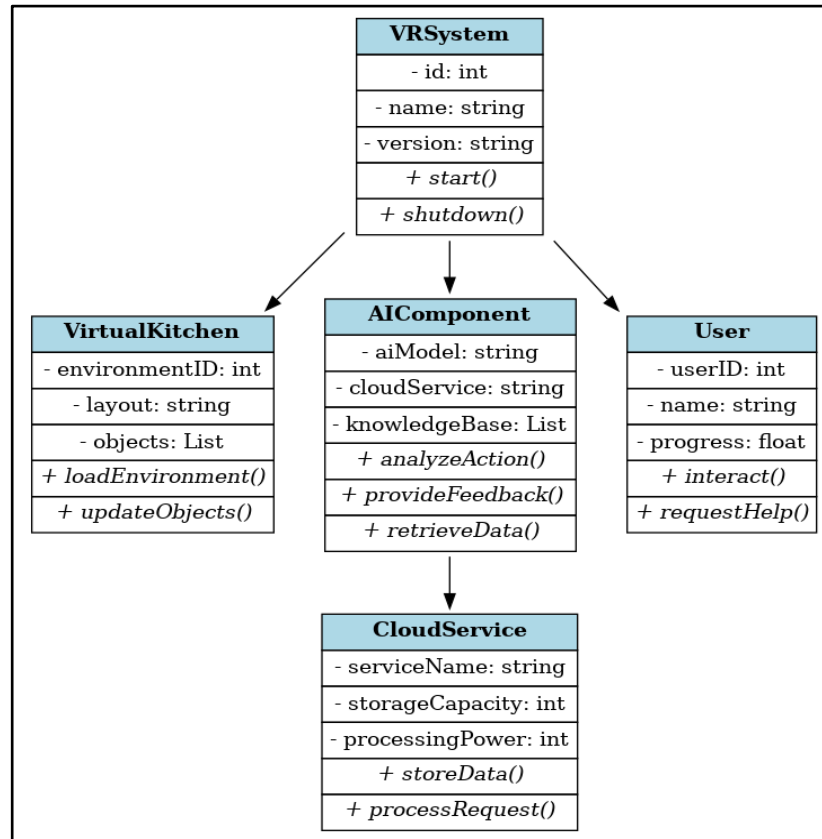 VRSystem
- id: int
- name: string
- version: string
+ start()
+ shutdown()
VirtualKitchen
- environmentID: int
- layout: string
- objects: List
+ loadEnvironment()
+ updateObjects()
AIComponent
- aiModel: string
- cloudService: string
- knowledgeBase: List
+ analyzeAction()
+ provideFeedback()
+ retrieveData()
User
- userID: int
- name: string
- progress: float
+ interact()
+ requestHelp()
CloudService
- serviceName: string
- storageCapacity: int
- processingPower: int
+ storeData()
+ processRequest()